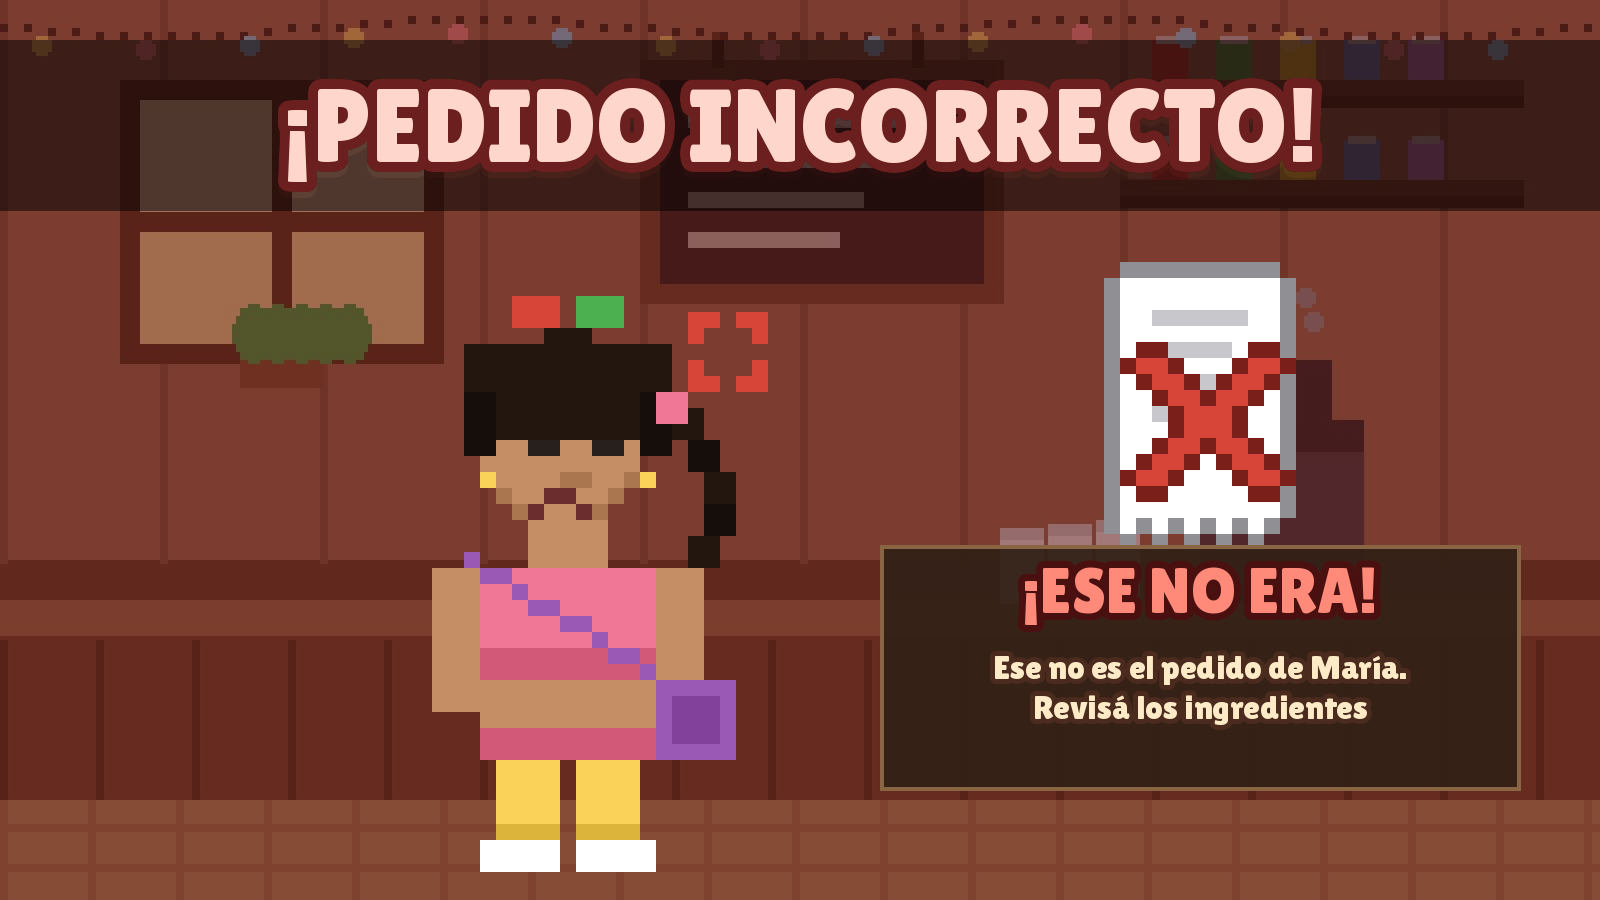 ¡PEDIDO INCORRECTO!
¡ESE NO ERA!
Ese no es el pedido de María.
Revisá los ingredientes